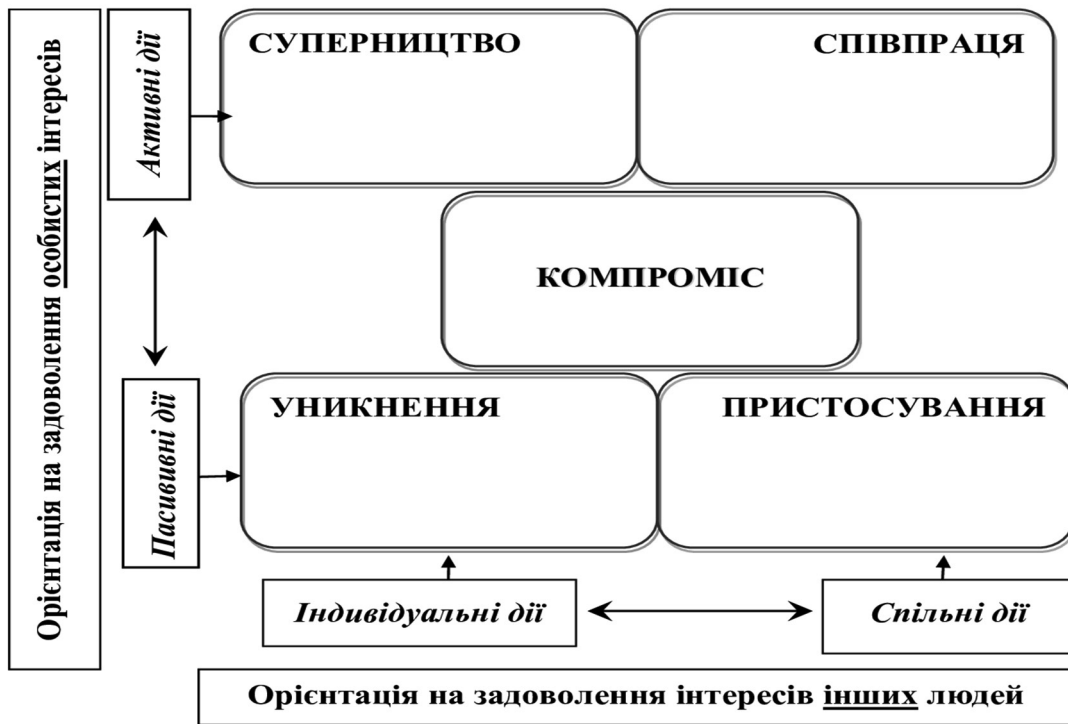 Орієнтація на задоволення особистих інтересів
Активні дії
СУПЕРНИЦТВО
СПІВПРАЦЯ
КОМПРОМІС
Пасививні дії
УНИКНЕННЯ
ПРИСТОСУВАННЯ
Індивідуальні дії
Спільні дії
Орієнтація на задоволення інтересів інших людей